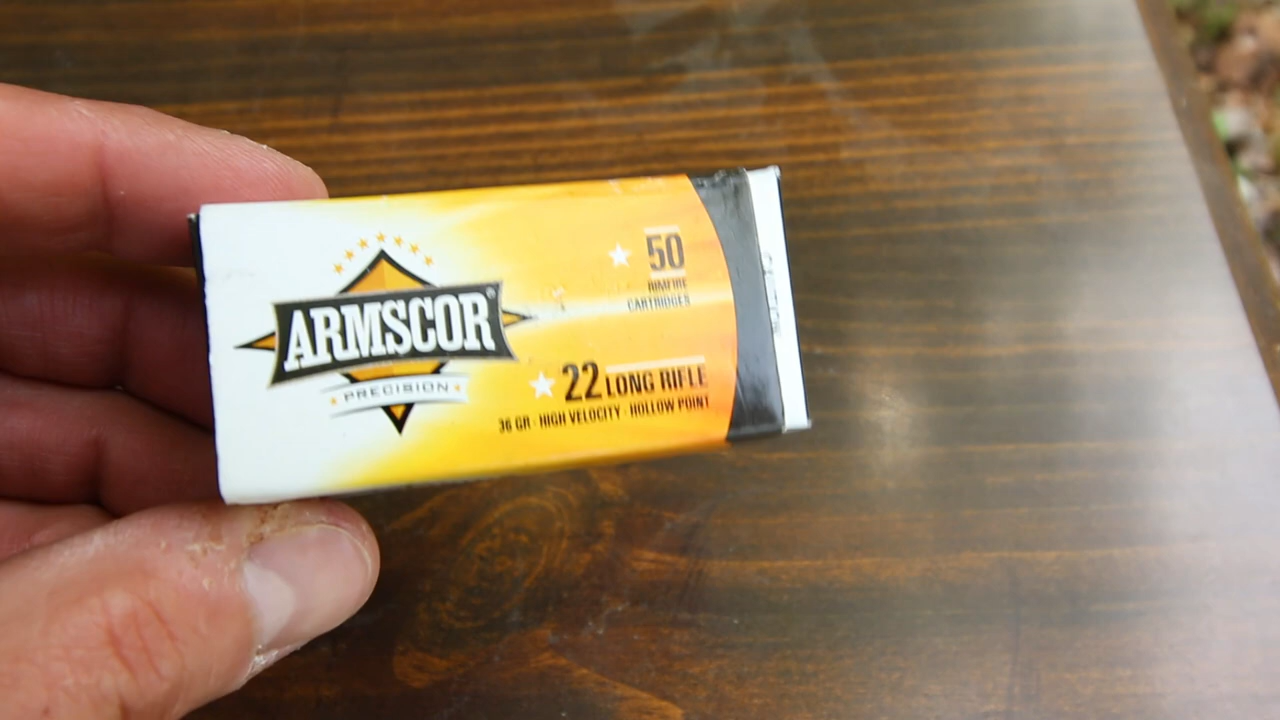 ARMSCOR®
PRECISION
50
RIMFIRE
CARTRIDGES
22 LONG RIFLE
36 GR · HIGH VELOCITY · HOLLOW POINT